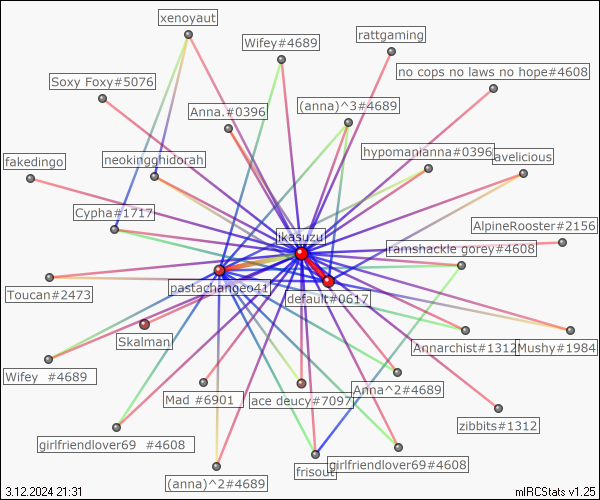 xenoyaut
Wifey#4689
rattgaming
Soxy Foxy#5076
no cops no laws no hope#4608
Anna.#0396
(anna)^3#4689
fakedingo
neokingghidorah
hypomanianna#0396
avelicious
Cypha#1717
AlpineRooster#2156
ikasuzu
ramshackle gorey#4608
pastachangeo41
default#0617
Toucan#2473
Skalman
Annarchist#1312
Mushy#1984
Wifey  #4689
Mad #6901
ace deucy#7097
Anna^2#4689
zibbits#1312
girlfriendlover69  #4608
frisout
girlfriendlover69#4608
(anna)^2#4689
3.12.2024 21:31
mIRCStats v1.25